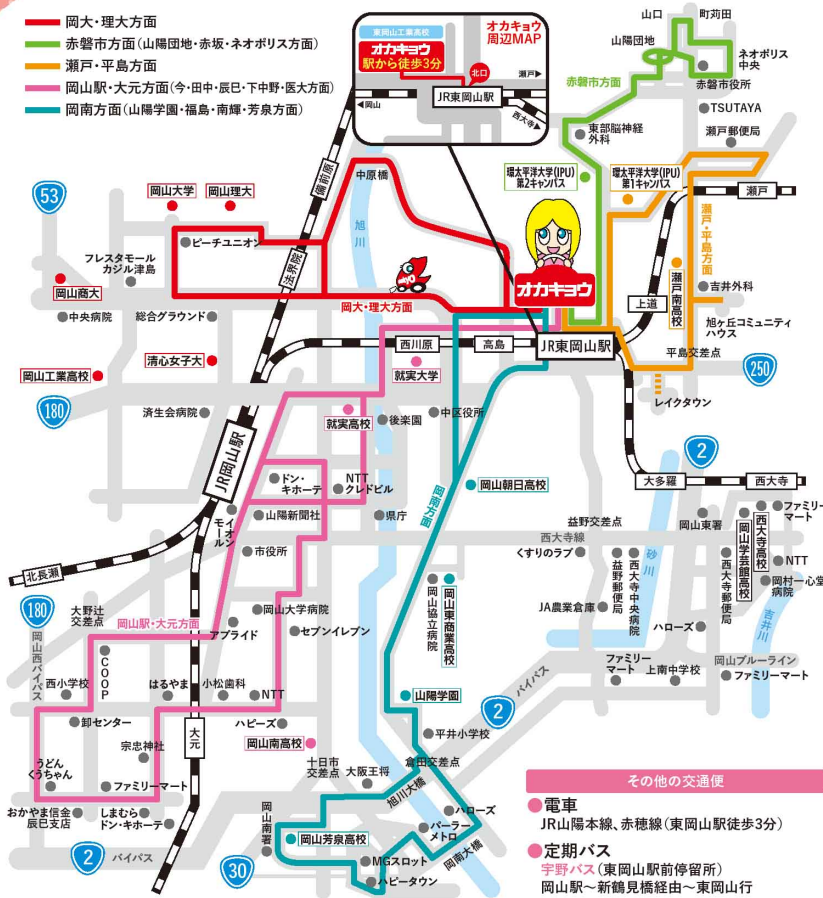 岡大・理大方面
赤磐市方面(山陽団地・赤坂・ネオポリス方面)
瀬戸・平島方面
岡山駅・大元方面(今・田中・辰巳・下中野・医大方面)
岡南方面(山陽学園・福島・南輝・芳泉方面)
東岡山工業高校
オカキョウ
駅から徒歩3分
オカキョウ
周辺MAP
北口
瀬戸▶
JR東岡山駅
◀岡山
西大寺▶
山口
町苅田
山陽団地
ネオポリス
中央
赤磐市方面
赤磐市役所
TSUTAYA
瀬戸郵便局
東部脳神経
外科
環太平洋大学(IPU)
第2キャンパス
環太平洋大学(IPU)
第1キャンパス
瀬戸
瀬戸・平島方面
瀬戸南高校
吉井外科
上道
旭ヶ丘コミュニティ
ハウス
平島交差点
250
レイクタウン
オカキョウ
JR東岡山駅
53
岡山大学
岡山理大
備前原
中原橋
旭川
ピーチユニオン
法界院
フレスタモール
カジル津島
岡山商大
岡大・理大方面
中央病院
総合グラウンド
西川原
高島
清心女子大
就実大学
岡山工業高校
180
済生会病院
就実高校
後楽園
中区役所
JR岡山駅
ドン・
キホーテ
NTT
クレドビル
岡山朝日高校
岡南方面
2
大多羅
西大寺
イオン
モール
山陽新聞社
県庁
市役所
益野交差点
西大寺線
くすりのラブ
岡山東署
岡山学芸館高校
西大寺高校
ファミリー
マート
NTT
岡村一心堂
病院
砂川
益野郵便局
西大寺中央病院
西大寺郵便局
吉井川
北長瀬
180
大野辻
交差点
岡山駅・大元方面
岡山大学病院
アプライド
セブンイレブン
岡山協立病院
岡山東商業高校
JA農業倉庫
ハローズ
岡山西バイパス
西小学校
COOP
はるやま
小松歯科
NTT
山陽学園
バイパス
ファミリー
マート
上南中学校
岡山ブルーライン
ファミリーマート
2
卸センター
大元
ハピーズ
岡山南高校
平井小学校
宗忠神社
うどん
くうちゃん
ファミリーマート
十日市
交差点
大阪王将
倉田交差点
旭川大橋
おかやま信金
辰巳支店
しまむら
ドン・キホーテ
岡山南署
ハローズ
パーラー
メトロ
岡山芳泉高校
岡南大橋
2
バイパス
30
MGスロット
ハピータウン
その他の交通便
電車
JR山陽本線、赤穂線(東岡山駅徒歩3分)
定期バス
宇野バス(東岡山駅前停留所)
岡山駅〜新鶴見橋経由〜東岡山行